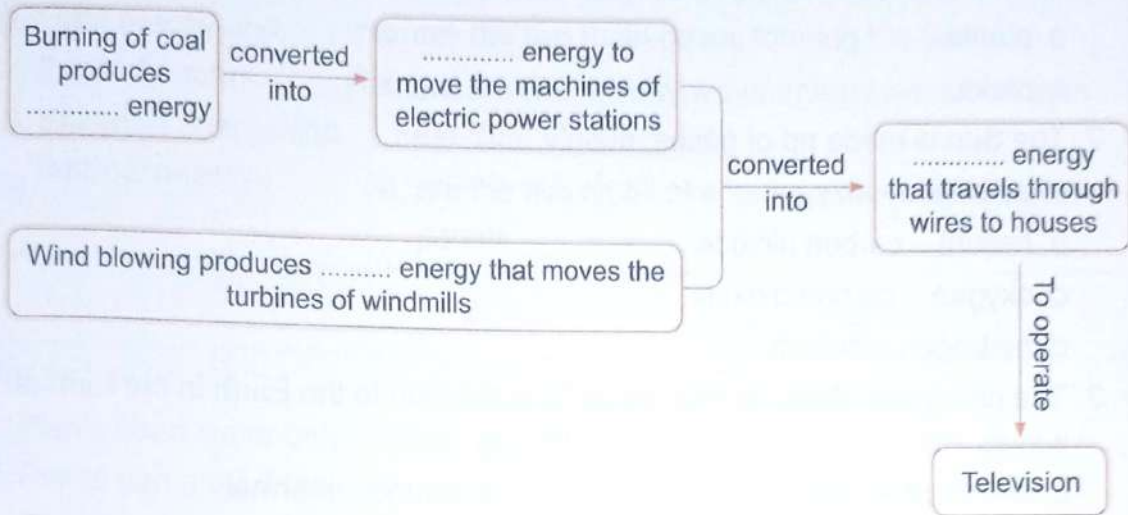 Burning of coal
produces
.............. energy
converted
into
.............. energy to
move the machines of
electric power stations
Wind blowing produces ........... energy that moves the
turbines of windmills
converted
into
.............. energy
that travels through
wires to houses
To operate
Television